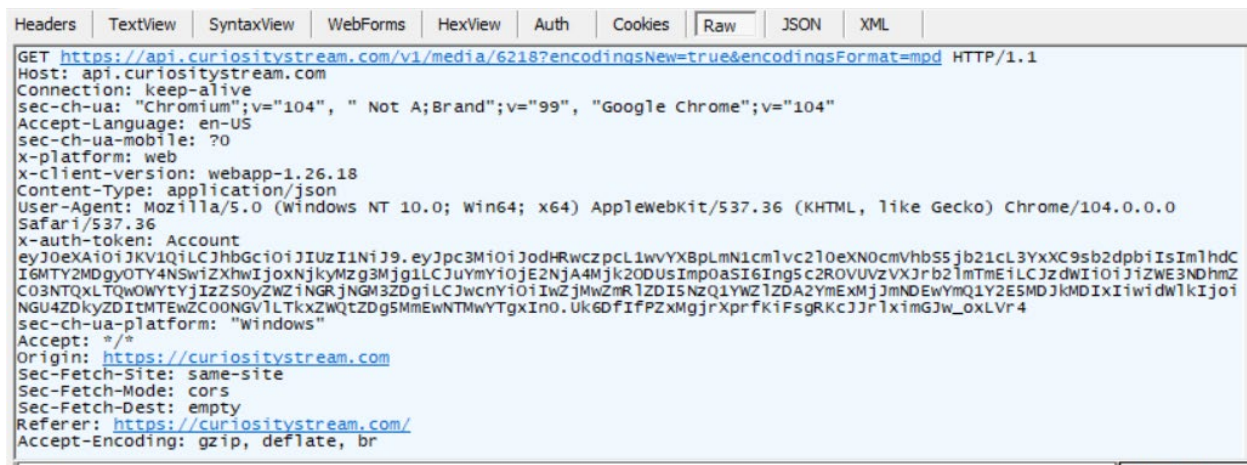 Headers TextView SyntaxView WebForms HexView Auth Cookies Raw JSON XML
GET https://api.curiositystream.com/v1/media/6218?encodingsNew=true&encodingsFormat=mpd HTTP/1.1
Host: api.curiositystream.com
Connection: keep-alive
sec-ch-ua: "Chromium";v="104", " Not A;Brand";v="99", "Google Chrome";v="104"
Accept-Language: en-US
sec-ch-ua-mobile: ?0
x-platform: web
x-client-version: webapp-1.26.18
Content-Type: application/json
User-Agent: Mozilla/5.0 (Windows NT 10.0; Win64; x64) AppleWebKit/537.36 (KHTML, like Gecko) Chrome/104.0.0.0
Safari/537.36
x-auth-token: Account
eyJ0eXAiOiJKV1QiLCJhbGciOiJIUzI1NiJ9.eyJpc3MiOiJodHRwczpcL1wvYXBpLmN1cmlvc2l0eXN0cmVhbS5jb21cL3YxXC9sb2dpbiIsImlhdC
I6MTY2MDgyOTY4NSwiZXhwIjoxNjkyMzg3Mjg1LCJuYmYiOjE2NjA4Mjk2ODUsImp0aSI6Ing5c2ROVUVzVXJrb2lmTmEiLCJzdWIiOiJiZWE3NDhmZ
C03NTQxLTQwOWYtYjIzZS0yZWZiNGRjNGM3ZDgiLCJwcnYiOiIwZjMwZmRlZDI5NzQ1YWZlZDA2YmExMjJmNDEwYmQ1Y2E5MDJkMDIxIiwidWlkIjoi
NGU4ZDkyZDItMTEwZC00NGVlLTkxZWQtZDg5MmEwNTMwYTgxIn0.Uk6DfIfPZxMgjrXprfKiFsgRKcJJrlximGJw_oxLVr4
sec-ch-ua-platform: "Windows"
Accept: */*
Origin: https://curiositystream.com
Sec-Fetch-Site: same-site
Sec-Fetch-Mode: cors
Sec-Fetch-Dest: empty
Referer: https://curiositystream.com/
Accept-Encoding: gzip, deflate, br